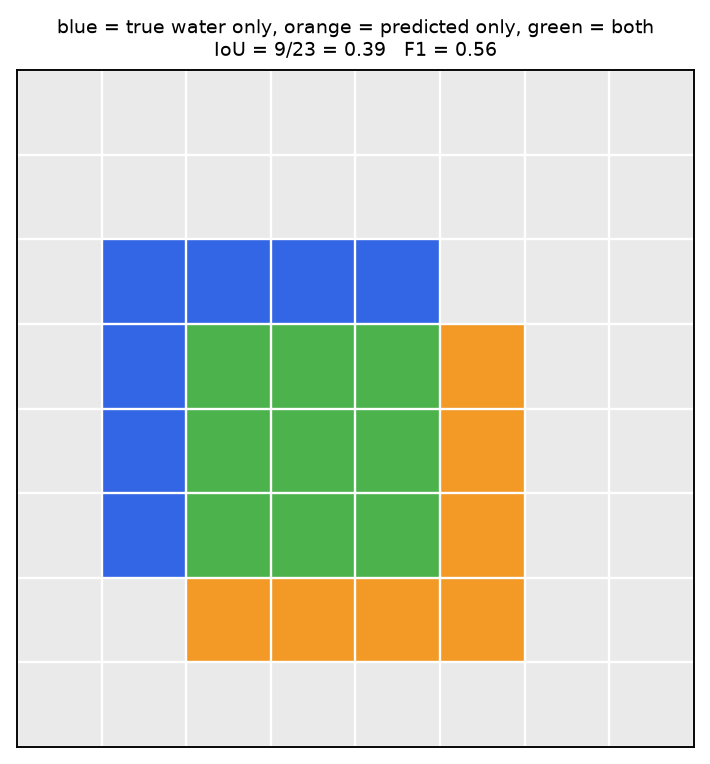 blue = true water only, orange = predicted only, green = both
IoU = 9/23 = 0.39   F1 = 0.56